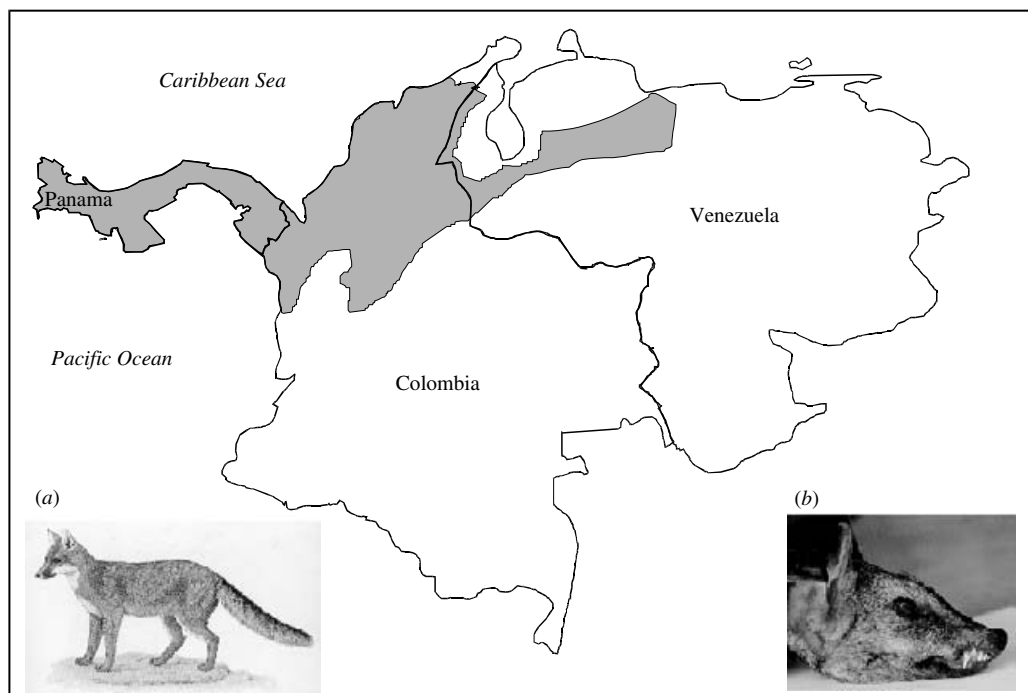 Caribbean Sea
Panama
Venezuela
Pacific Ocean
Colombia
(a)
(b)